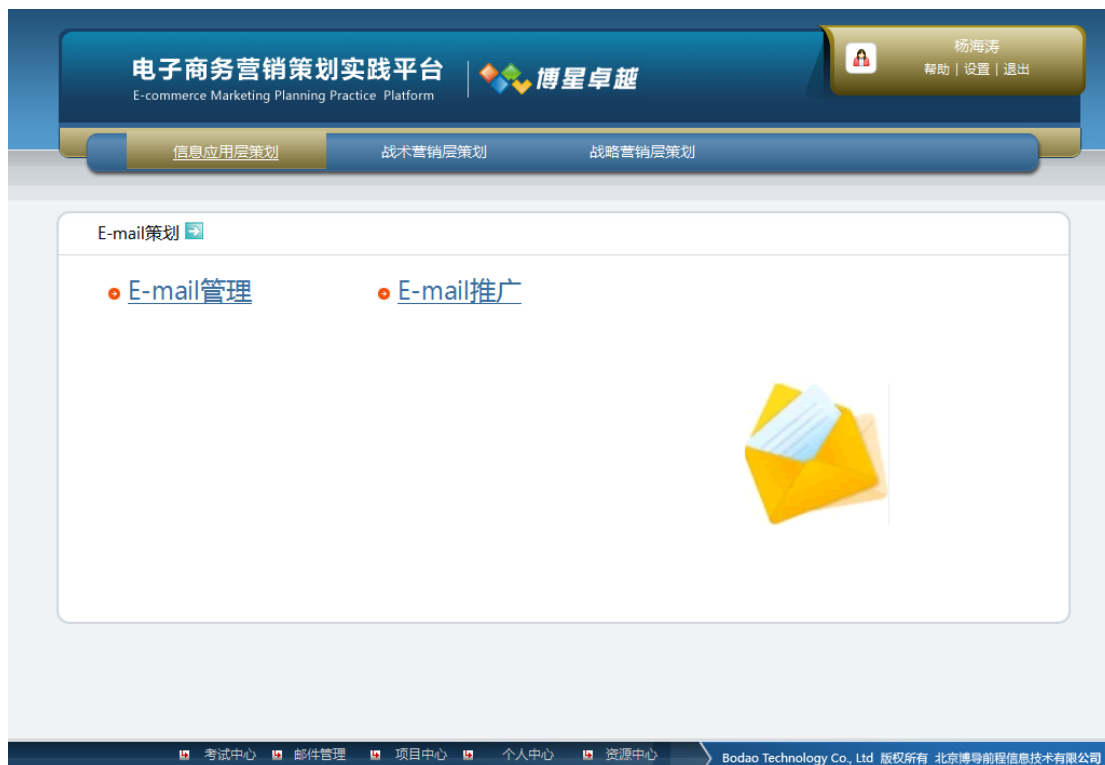 电子商务营销策划实践平台
E-commerce Marketing Planning Practice Platform
博星卓越
杨海涛
帮助 | 设置 | 退出
信息应用层策划 战术营销层策划 战略营销层策划
E-mail策划
E-mail管理 E-mail推广
考试中心 邮件管理 项目中心 个人中心 资源中心 Bodao Technology Co., Ltd 版权所有 北京博导前程信息技术有限公司